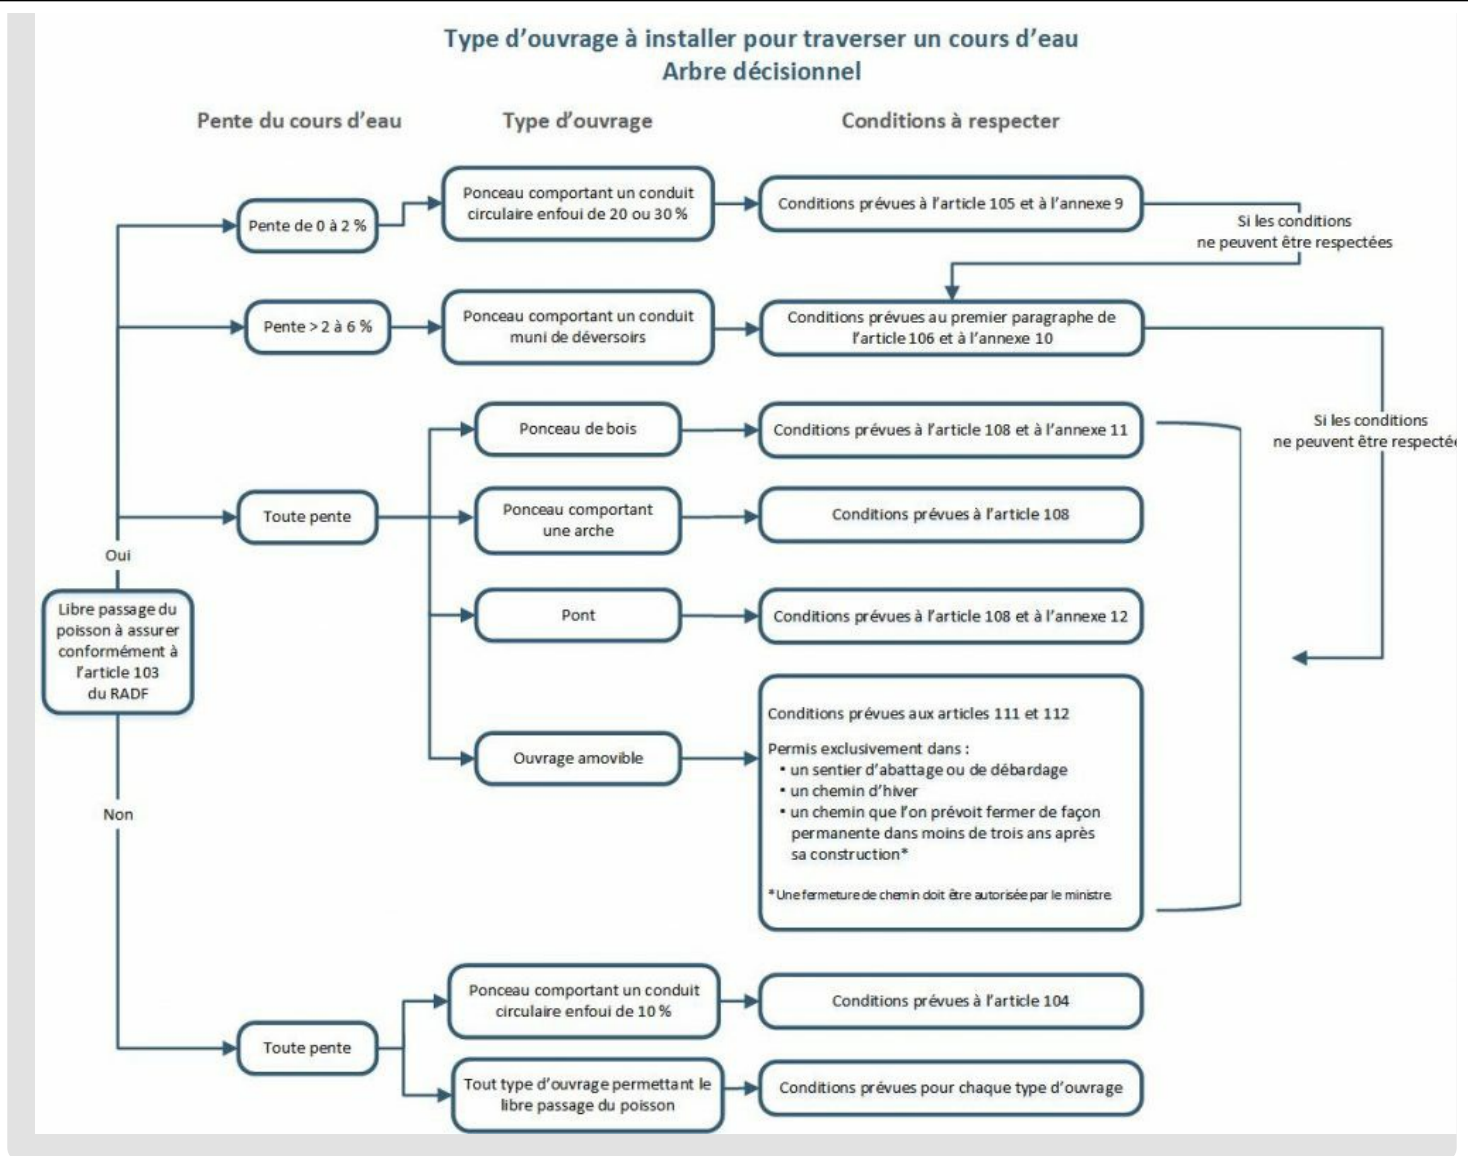 Type d'ouvrage à installer pour traverser un cours d'eau
Arbre décisionnel
Pente du cours d'eau
Type d'ouvrage
Conditions à respecter
Pente de 0 à 2 %
Ponceau comportant un conduit
circulaire enfoui de 20 ou 30 %
Conditions prévues à l'article 105 et à l'annexe 9
Si les conditions
ne peuvent être respectées
Pente > 2 à 6 %
Ponceau comportant un conduit
muni de déversoirs
Conditions prévues au premier paragraphe de
l'article 106 et à l'annexe 10
Si les conditions
ne peuvent être respectée
Toute pente
Ponceau de bois
Conditions prévues à l'article 108 et à l'annexe 11
Ponceau comportant
une arche
Conditions prévues à l'article 108
Pont
Conditions prévues à l'article 108 et à l'annexe 12
Ouvrage amovible
Conditions prévues aux articles 111 et 112
Permis exclusivement dans :
• un sentier d'abattage ou de débardage
• un chemin d'hiver
• un chemin que l'on prévoit fermer de façon
permanente dans moins de trois ans après
sa construction*
*Une fermeture de chemin doit être autorisée par le ministre.
Oui
Libre passage du
poisson à assurer
conformément à
l'article 103
du RADF
Non
Toute pente
Ponceau comportant un conduit
circulaire enfoui de 10 %
Conditions prévues à l'article 104
Tout type d'ouvrage permettant le
libre passage du poisson
Conditions prévues pour chaque type d'ouvrage